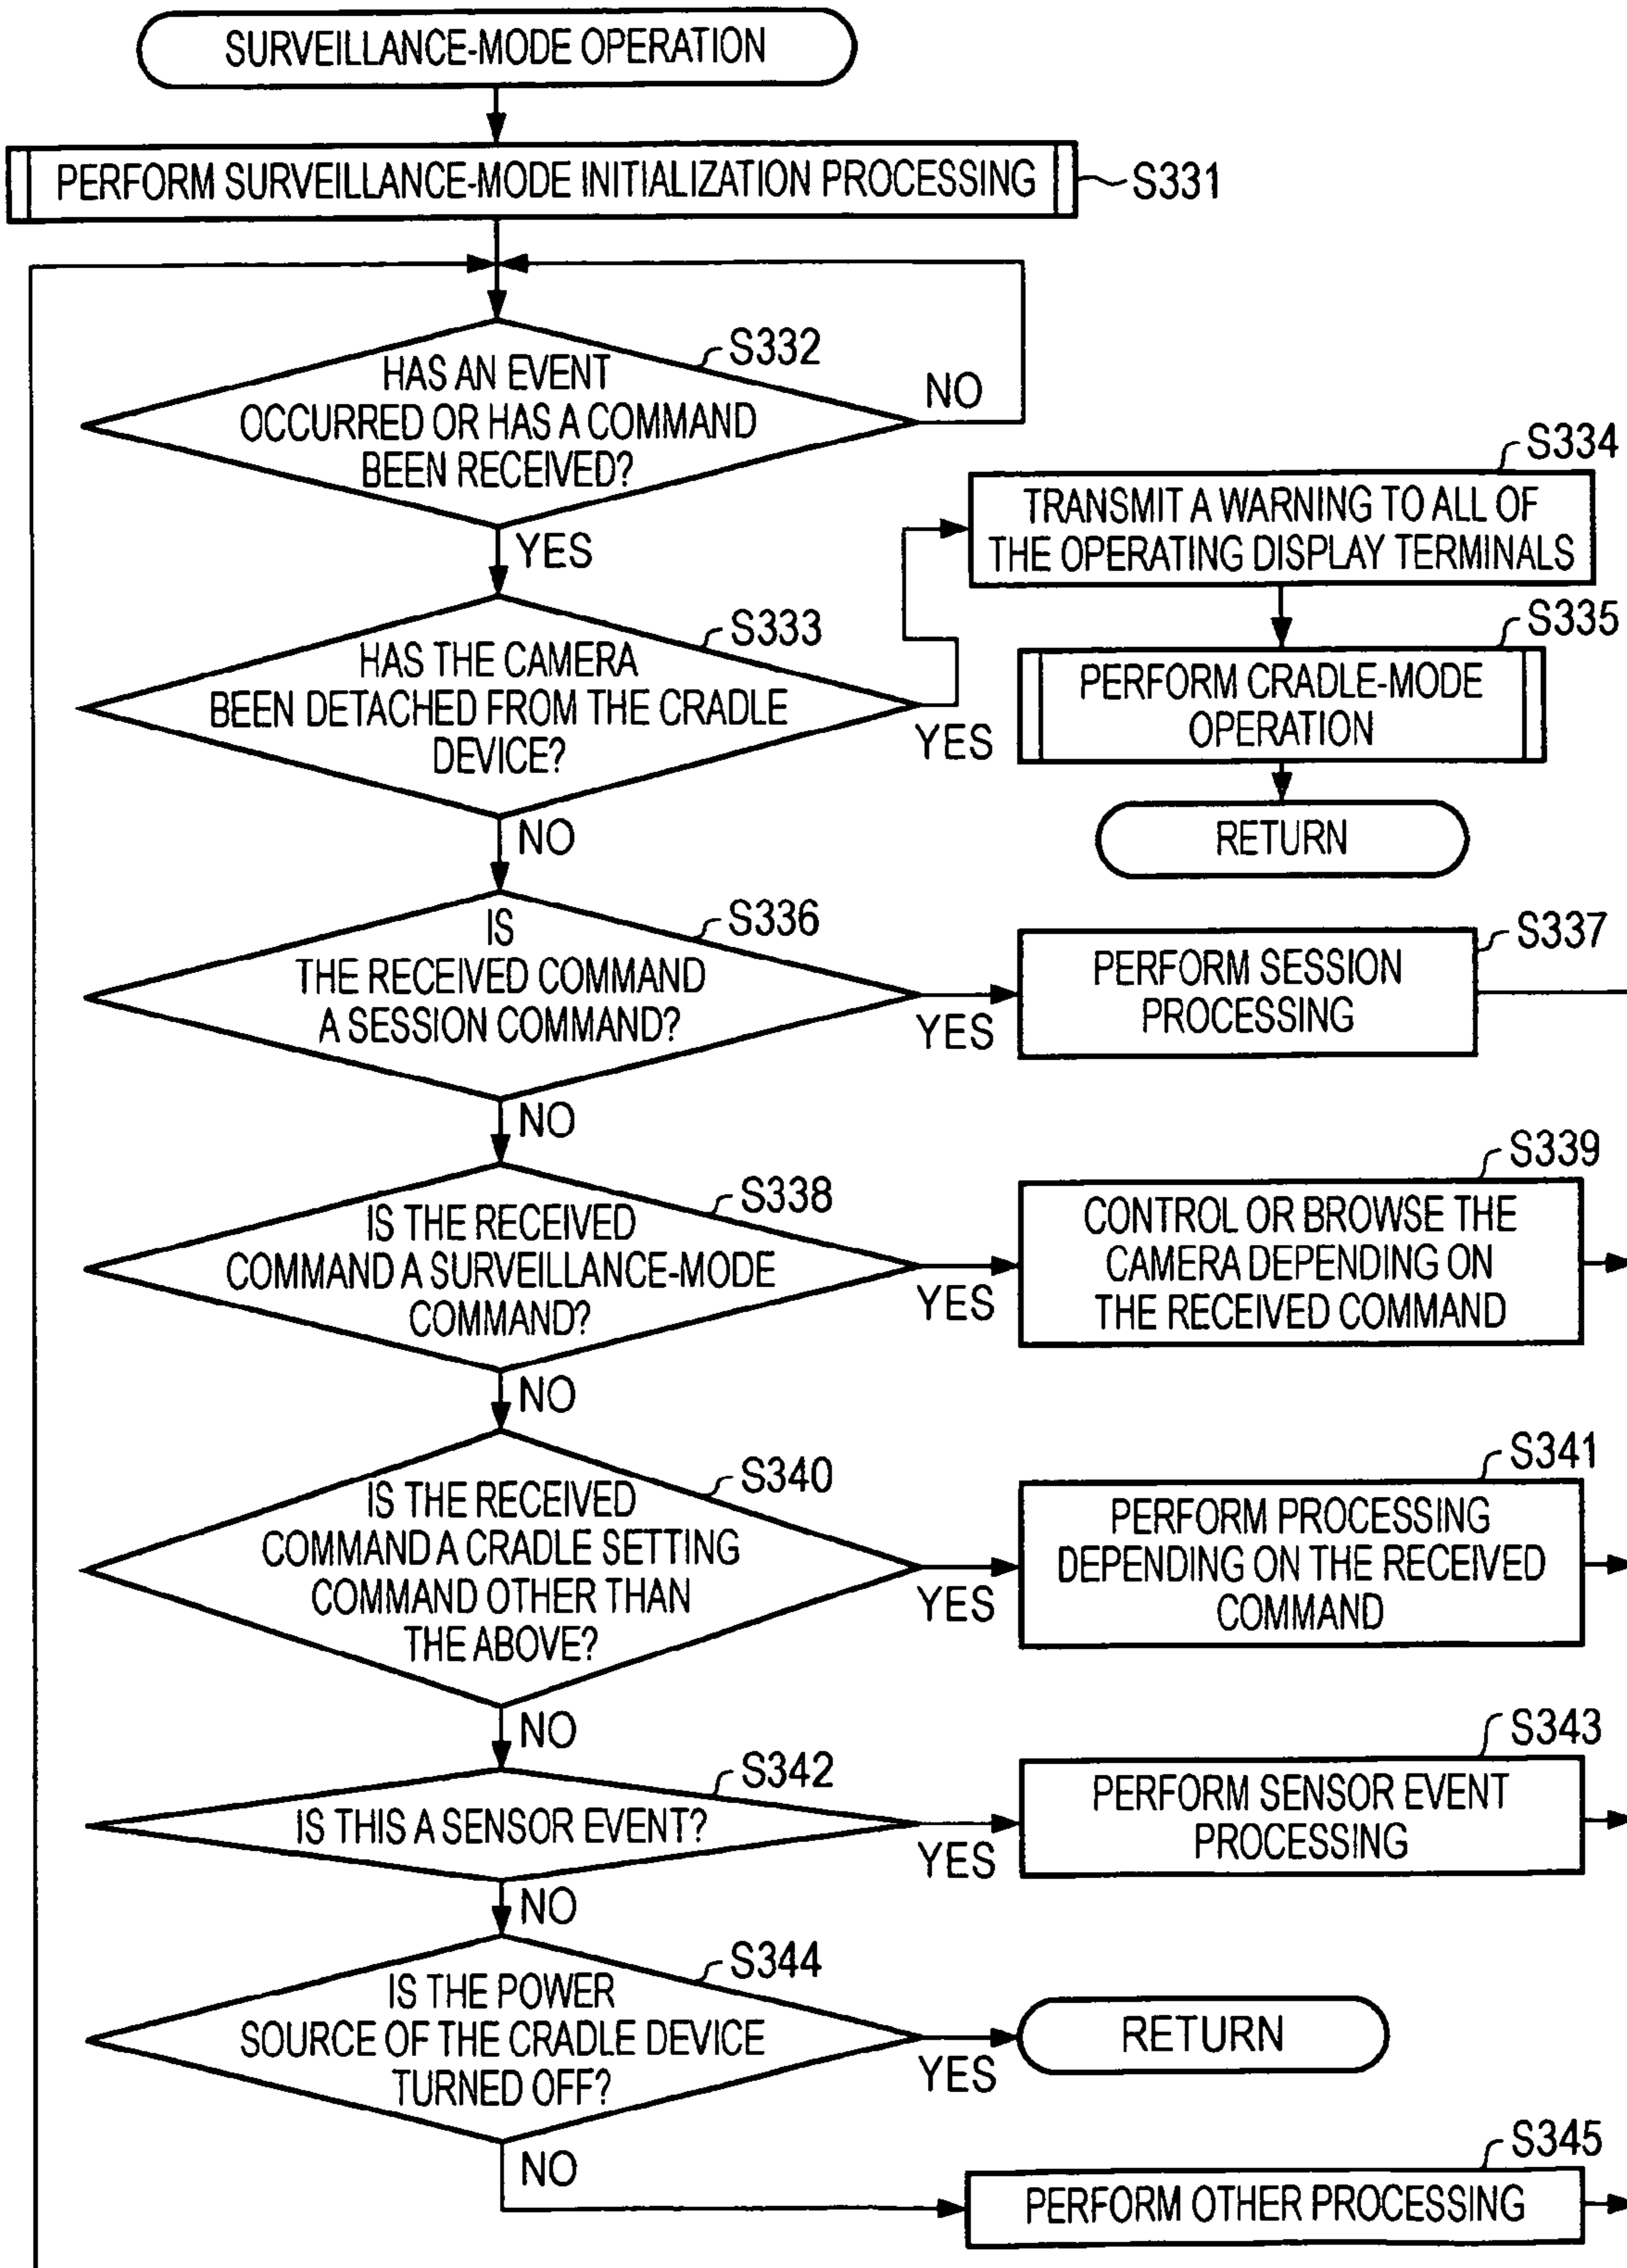 SURVEILLANCE-MODE OPERATION
PERFORM SURVEILLANCE-MODE INITIALIZATION PROCESSING
S331
S332
HAS AN EVENT
OCCURRED OR HAS A COMMAND
BEEN RECEIVED?
NO
YES
S333
HAS THE CAMERA
BEEN DETACHED FROM THE CRADLE
DEVICE?
YES
NO
S334
TRANSMIT A WARNING TO ALL OF
THE OPERATING DISPLAY TERMINALS
S335
PERFORM CRADLE-MODE
OPERATION
RETURN
S336
IS
THE RECEIVED COMMAND
A SESSION COMMAND?
YES
NO
S337
PERFORM SESSION
PROCESSING
S338
IS THE RECEIVED
COMMAND A SURVEILLANCE-MODE
COMMAND?
YES
NO
S339
CONTROL OR BROWSE THE
CAMERA DEPENDING ON
THE RECEIVED COMMAND
S340
IS THE RECEIVED
COMMAND A CRADLE SETTING
COMMAND OTHER THAN
THE ABOVE?
YES
NO
S341
PERFORM PROCESSING
DEPENDING ON THE RECEIVED
COMMAND
S342
IS THIS A SENSOR EVENT?
YES
NO
S343
PERFORM SENSOR EVENT
PROCESSING
S344
IS THE POWER
SOURCE OF THE CRADLE DEVICE
TURNED OFF?
YES
RETURN
NO
S345
PERFORM OTHER PROCESSING